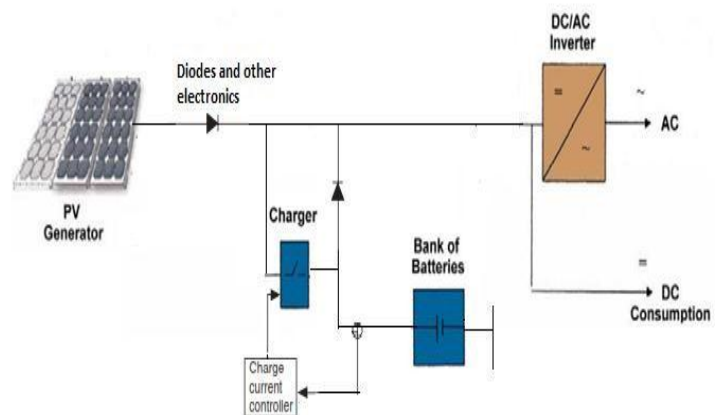 DC/AC
Inverter
Diodes and other
electronics
=
~
~
AC
PV
Generator
Charger
Bank of
Batteries
=
DC
Consumption
Charge
current
controller